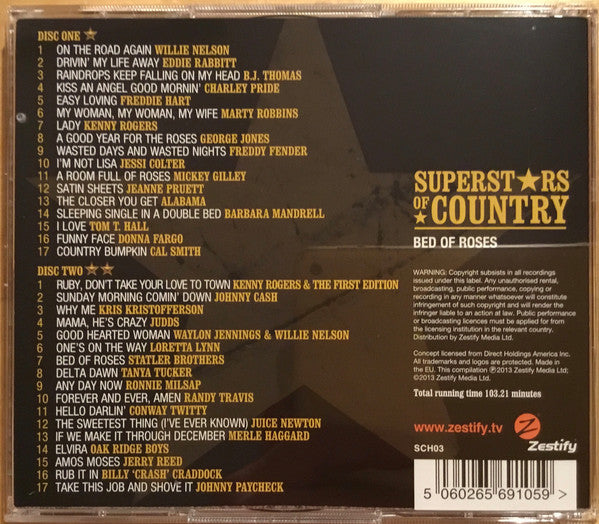 DISC ONE
1 ON THE ROAD AGAIN WILLIE NELSON
2 DRIVIN' MY LIFE AWAY EDDIE RABBITT
3 RAINDROPS KEEP FALLING ON MY HEAD B.J. THOMAS
4 KISS AN ANGEL GOOD MORNIN' CHARLEY PRIDE
5 EASY LOVING FREDDIE HART
6 MY WOMAN, MY WOMAN, MY WIFE MARTY ROBBINS
7 LADY KENNY ROGERS
8 A GOOD YEAR FOR THE ROSES GEORGE JONES
9 WASTED DAYS AND WASTED NIGHTS FREDDY FENDER
10 I'M NOT LISA JESSI COLTER
11 A ROOM FULL OF ROSES MICKEY GILLEY
12 SATIN SHEETS JEANNE PRUETT
13 THE CLOSER YOU GET ALABAMA
14 SLEEPING SINGLE IN A DOUBLE BED BARBARA MANDRELL
15 I LOVE TOM T. HALL
16 FUNNY FACE DONNA FARGO
17 COUNTRY BUMPKIN CAL SMITH
DISC TWO
1 RUBY, DON'T TAKE YOUR LOVE TO TOWN KENNY ROGERS & THE FIRST EDITION
2 SUNDAY MORNING COMIN' DOWN JOHNNY CASH
3 WHY ME KRIS KRISTOFFERSON
4 MAMA, HE'S CRAZY JUDDS
5 GOOD HEARTED WOMAN WAYLON JENNINGS & WILLIE NELSON
6 ONE'S ON THE WAY LORETTA LYNN
7 BED OF ROSES STATLER BROTHERS
8 DELTA DAWN TANYA TUCKER
9 ANY DAY NOW RONNIE MILSAP
10 FOREVER AND EVER, AMEN RANDY TRAVIS
11 HELLO DARLIN' CONWAY TWITTY
12 THE SWEETEST THING (I'VE EVER KNOWN) JUICE NEWTON
13 IF WE MAKE IT THROUGH DECEMBER MERLE HAGGARD
14 ELVIRA OAK RIDGE BOYS
15 AMOS MOSES JERRY REED
16 RUB IT IN BILLY 'CRASH' CRADDOCK
17 TAKE THIS JOB AND SHOVE IT JOHNNY PAYCHECK
SUPERSTARS
OF COUNTRY
BED OF ROSES
WARNING: Copyright subsists in all recordings
issued under this label. Any unauthorised rental,
broadcasting, public performance, copying or
recording in any manner whatsoever will constitute
infringement of such copyright and will render the
infringer liable to an action at law. Public performance
or broadcasting licences must be applied for from
the licensing institution in the relevant country.
Distribution by Zestify Media Ltd.
Concept licensed from Direct Holdings America Inc.
All trademarks and logos are protected. Made in
the EU. This compilation ℗2013 Zestify Media Ltd;
©2013 Zestify Media Ltd.
Total running time 103.21 minutes
www.zestify.tv
Zestify
SCH03
5 060265 691059 >